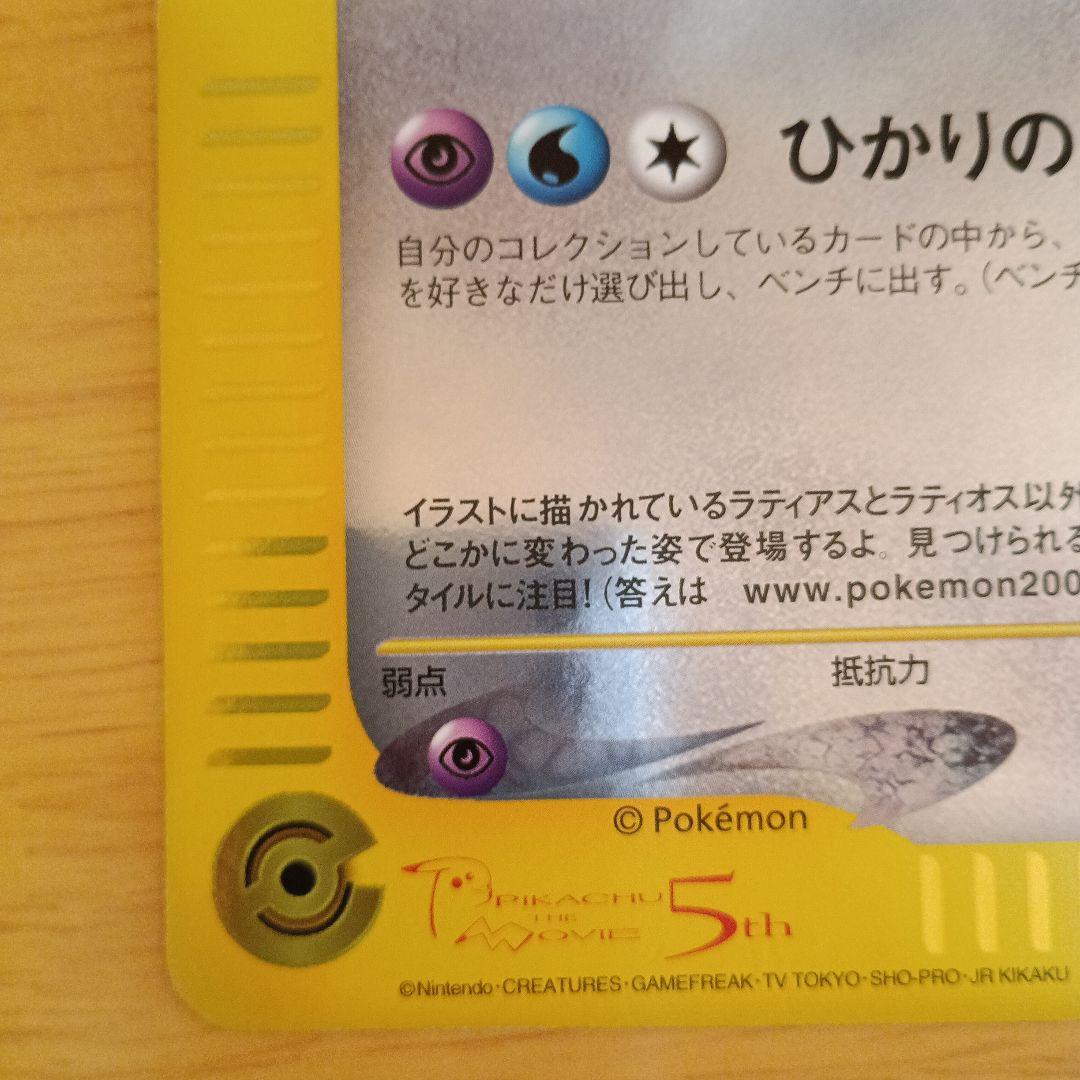 ひかりの
自分のコレクションしているカードの中から、
を好きなだけ選び出し、ベンチに出す。(ベンチ
イラストに描かれているラティアスとラティオス以外
どこかに変わった姿で登場するよ。見つけられる
タイルに注目!(答えは www.pokemon200
弱点 抵抗力
© Pokémon
PIKACHU THE MOVIE 5th
©Nintendo・CREATURES・GAMEFREAK・TV TOKYO・SHO-PRO・JR KIKAKU